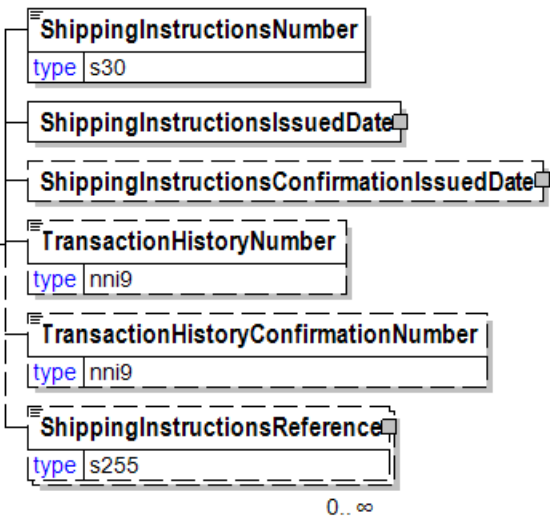 ShippingInstructionsNumber
type s30
ShippingInstructionsIssuedDate
ShippingInstructionsConfirmationIssuedDate
TransactionHistoryNumber
type nni9
TransactionHistoryConfirmationNumber
type nni9
ShippingInstructionsReference
type s255
0..∞